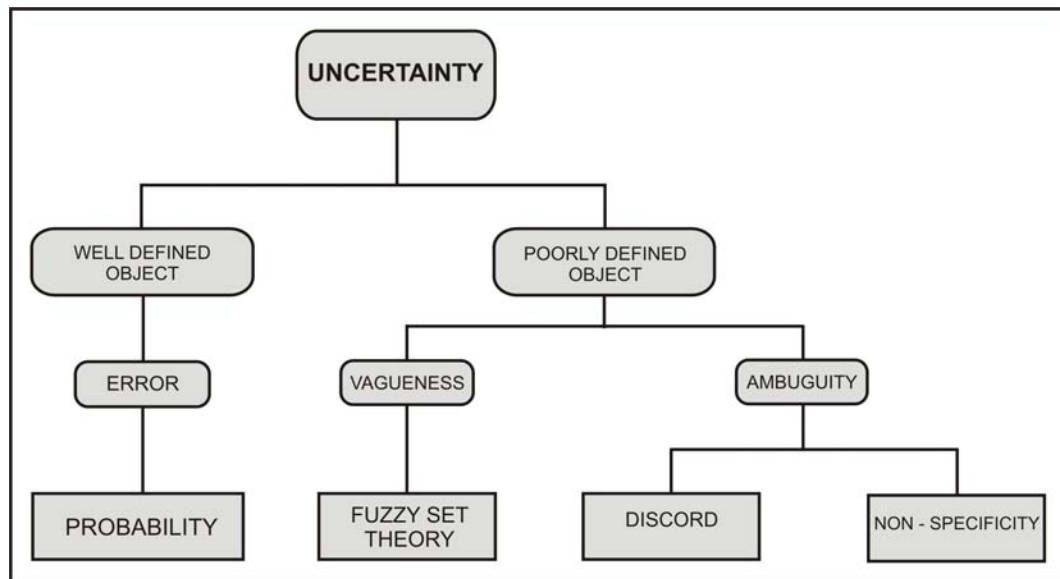 UNCERTAINTY
WELL DEFINED
OBJECT
POORLY DEFINED
OBJECT
ERROR
VAGUENESS
AMBUGUITY
PROBABILITY
FUZZY SET
THEORY
DISCORD
NON - SPECIFICITY